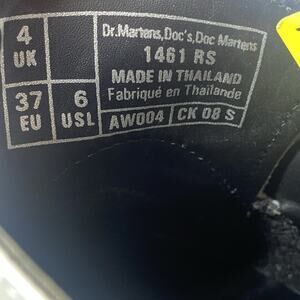 4
UK
37
EU
6
USL
Dr.Martens,Doc's,Doc Martens
1461 RS
MADE IN THAILAND
Fabriqué en Thaïlande
AW004
CK 08 S